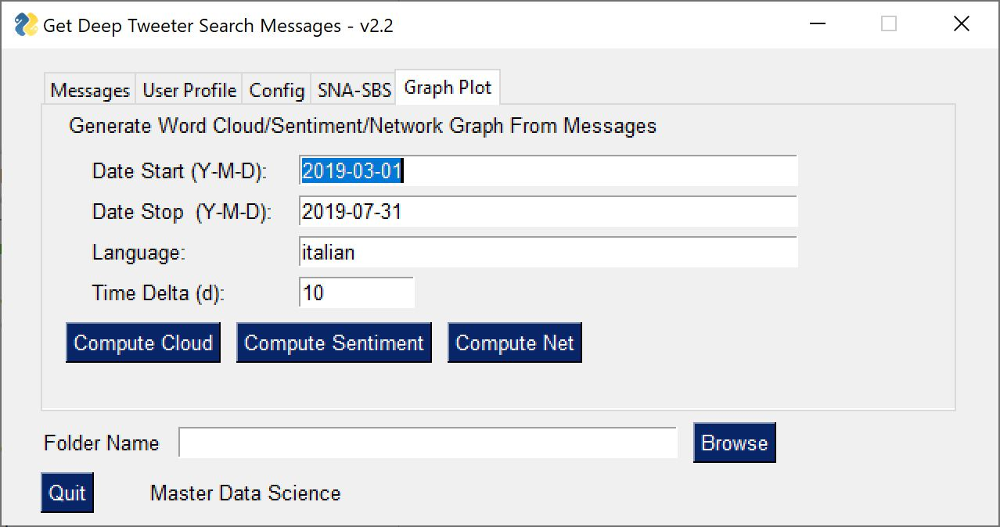 Get Deep Tweeter Search Messages - v2.2
Messages User Profile Config SNA-SBS Graph Plot
Generate Word Cloud/Sentiment/Network Graph From Messages
Date Start (Y-M-D): 2019-03-01
Date Stop (Y-M-D): 2019-07-31
Language: italian
Time Delta (d): 10
Compute Cloud Compute Sentiment Compute Net
Folder Name Browse
Quit Master Data Science